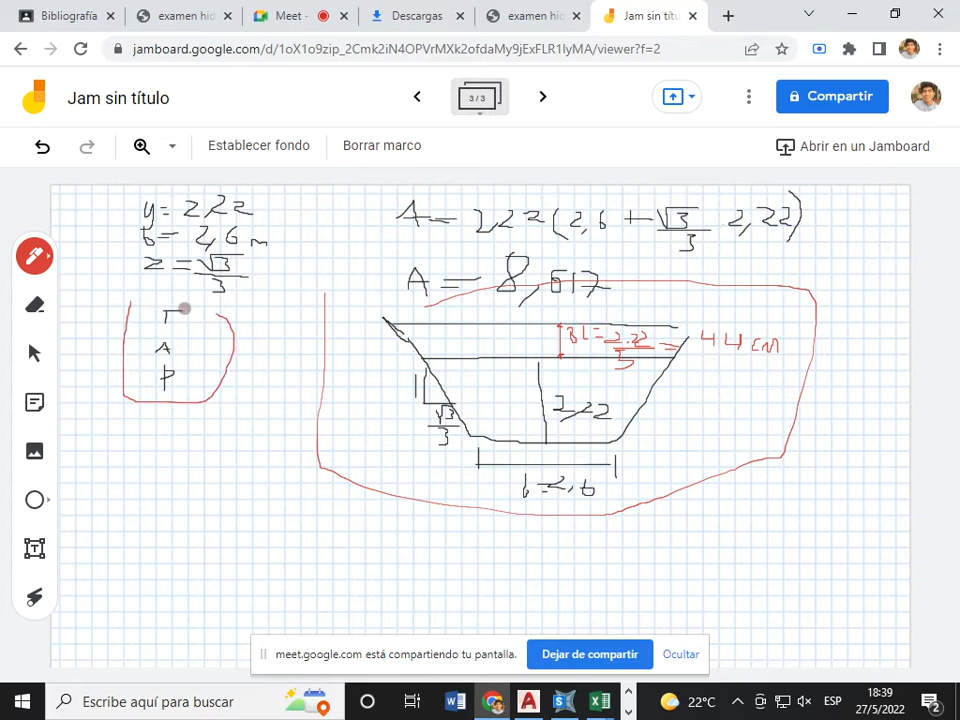 Bibliografía
examen hid
Meet -
Descargas
examen hid
Jam sin títu
jamboard.google.com/d/1oX1o9zip_2Cmk2iN4OPVrMXk2ofdaMy9jExFLR1lyMA/viewer?f=2
Jam sin título
3 / 3
Compartir
Establecer fondo
Borrar marco
Abrir en un Jamboard
y = 2,22
b = 2,6 m
z = √3/3
A = 2,22(2,6 + √3/3 2,22)
A = 8,617
T
A
P
BL = 2.22/5 = 44 cm
1
√3/3
2,22
b = 2,6
meet.google.com está compartiendo tu pantalla.
Dejar de compartir
Ocultar
Escribe aquí para buscar
22°C
ESP
18:39
27/5/2022
2